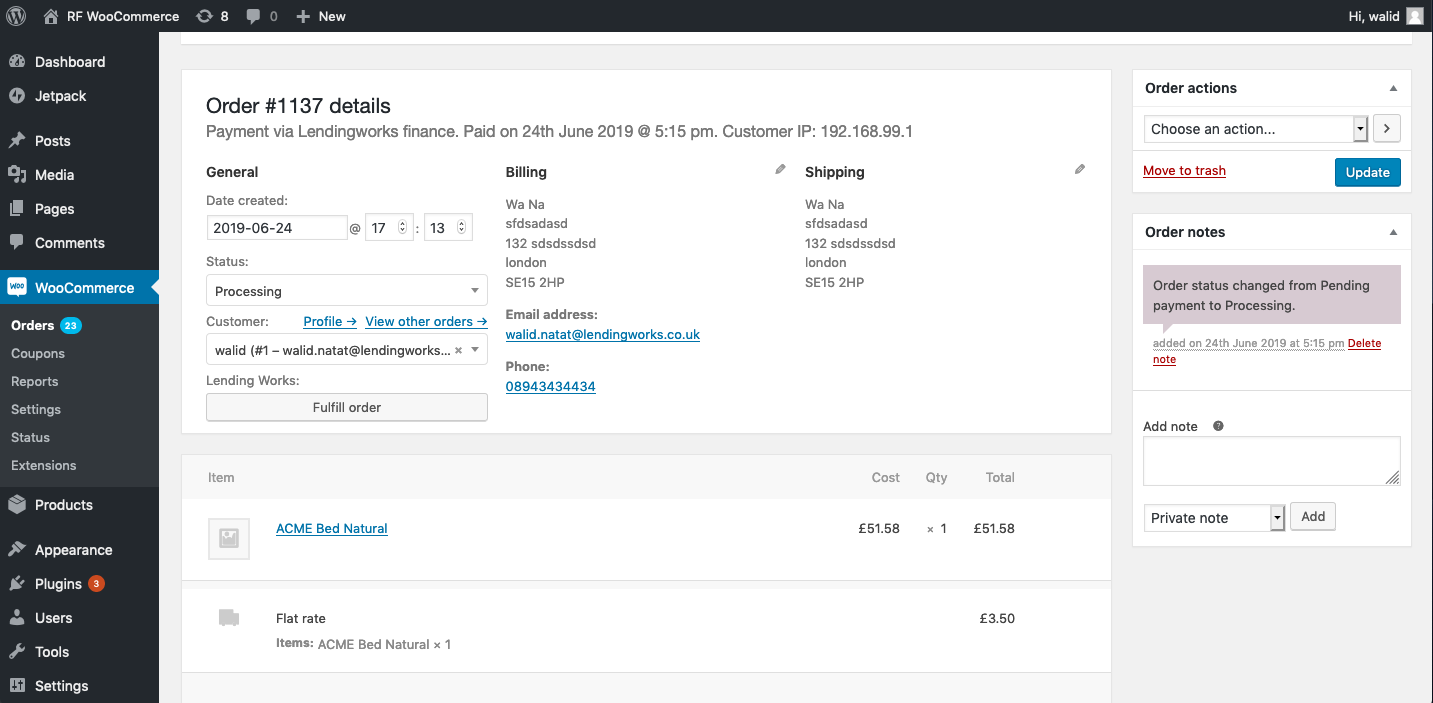 RF WooCommerce 8 0 New
Hi, walid
Dashboard
Jetpack
Posts
Media
Pages
Comments
WooCommerce
Orders 23
Coupons
Reports
Settings
Status
Extensions
Products
Appearance
Plugins 3
Users
Tools
Settings
Order #1137 details
Payment via Lendingworks finance. Paid on 24th June 2019 @ 5:15 pm. Customer IP: 192.168.99.1
General
Date created:
2019-06-24 @ 17 : 13
Status:
Processing
Customer: Profile → View other orders →
walid (#1 – walid.natat@lendingworks... ×
Lending Works:
Fulfill order
Billing
Wa Na
sfdsadasd
132 sdsdssdsd
london
SE15 2HP
Email address:
walid.natat@lendingworks.co.uk
Phone:
08943434434
Shipping
Wa Na
sfdsadasd
132 sdsdssdsd
london
SE15 2HP
Item Cost Qty Total
ACME Bed Natural £51.58 × 1 £51.58
Flat rate £3.50
Items: ACME Bed Natural × 1
Order actions
Choose an action...
Move to trash Update
Order notes
Order status changed from Pending
payment to Processing.
added on 24th June 2019 at 5:15 pm Delete
note
Add note ?
Private note Add